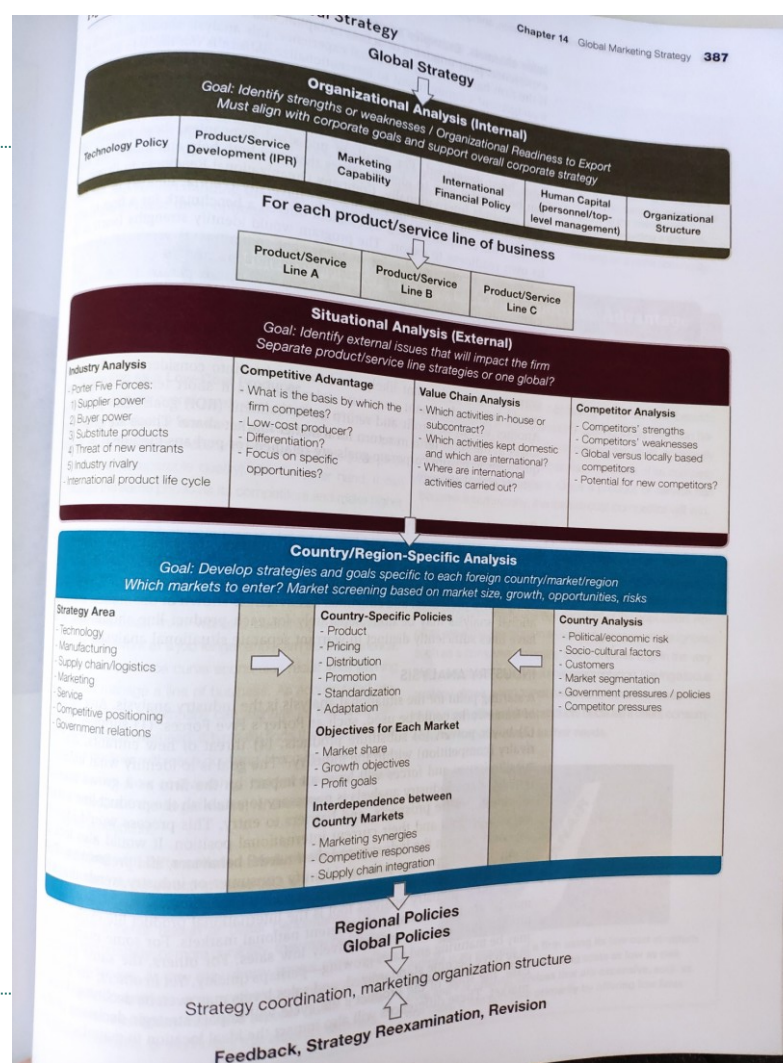 Strategy
Chapter 14 Global Marketing Strategy 387
Global Strategy
Organizational Analysis (Internal)
Goal: Identify strengths or weaknesses / Organizational Readiness to Export
Must align with corporate goals and support overall corporate strategy
Technology Policy
Product/Service
Development (IPR)
Marketing
Capability
International
Financial Policy
Human Capital
(personnel/top-
level management)
Organizational
Structure
For each product/service line of business
Product/Service
Line A
Product/Service
Line B
Product/Service
Line C
Situational Analysis (External)
Goal: Identify external issues that will impact the firm
Separate product/service line strategies or one global?
Industry Analysis
- Porter Five Forces:
1) Supplier power
2) Buyer power
3) Substitute products
4) Threat of new entrants
5) Industry rivalry
- International product life cycle
Competitive Advantage
- What is the basis by which the
firm competes?
- Low-cost producer?
- Differentiation?
- Focus on specific
opportunities?
Value Chain Analysis
- Which activities in-house or
subcontract?
- Which activities kept domestic
and which are international?
- Where are international
activities carried out?
Competitor Analysis
- Competitors' strengths
- Competitors' weaknesses
- Global versus locally based
competitors
- Potential for new competitors?
Country/Region-Specific Analysis
Goal: Develop strategies and goals specific to each foreign country/market/region
Which markets to enter? Market screening based on market size, growth, opportunities, risks
Strategy Area
- Technology
- Manufacturing
- Supply chain/logistics
- Marketing
- Service
- Competitive positioning
- Government relations
Country-Specific Policies
- Product
- Pricing
- Distribution
- Promotion
- Standardization
- Adaptation
Objectives for Each Market
- Market share
- Growth objectives
- Profit goals
Interdependence between
Country Markets
- Marketing synergies
- Competitive responses
- Supply chain integration
Country Analysis
- Political/economic risk
- Socio-cultural factors
- Customers
- Market segmentation
- Government pressures / policies
- Competitor pressures
Regional Policies
Global Policies
Strategy coordination, marketing organization structure
Feedback, Strategy Reexamination, Revision